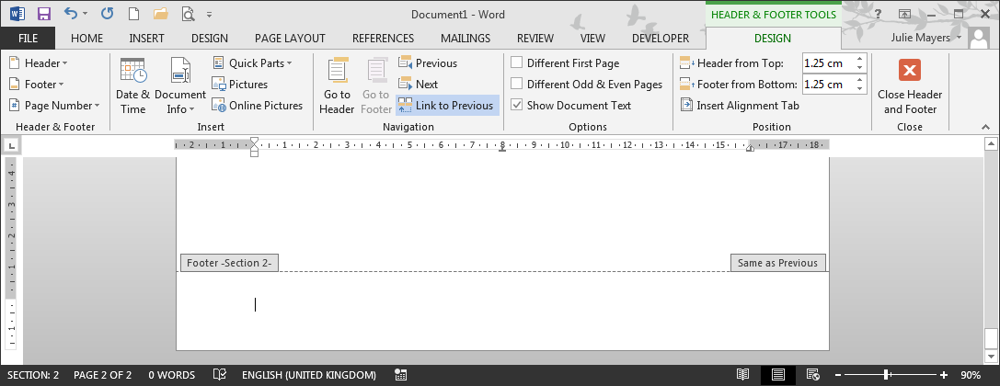 Document1 - Word
HEADER & FOOTER TOOLS
FILE HOME INSERT DESIGN PAGE LAYOUT REFERENCES MAILINGS REVIEW VIEW DEVELOPER DESIGN Julie Mayers
Header
Footer
Page Number
Header & Footer
Date &
Time
Document
Info
Quick Parts
Pictures
Online Pictures
Insert
Go to
Header
Go to
Footer
Previous
Next
Link to Previous
Navigation
Different First Page
Different Odd & Even Pages
Show Document Text
Options
Header from Top: 1.25 cm
Footer from Bottom: 1.25 cm
Insert Alignment Tab
Position
Close Header
and Footer
Close
2 1 1 2 3 4 5 6 7 8 9 10 11 12 13 14 15 17 18
4
3
2
1
1
Footer -Section 2-
Same as Previous
SECTION: 2 PAGE 2 OF 2 0 WORDS ENGLISH (UNITED KINGDOM) 90%